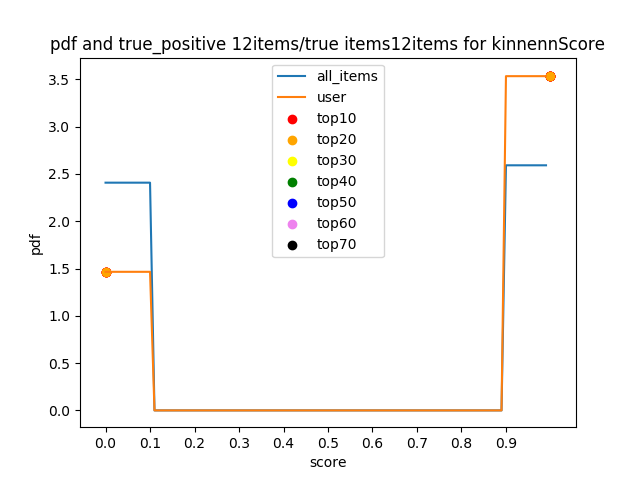 pdf and true_positive 12items/true items12items for kinnennScore
all_items
user
top10
top20
top30
top40
top50
top60
top70
pdf
3.5
3.0
2.5
2.0
1.5
1.0
0.5
0.0
0.0 0.1 0.2 0.3 0.4 0.5 0.6 0.7 0.8 0.9
score